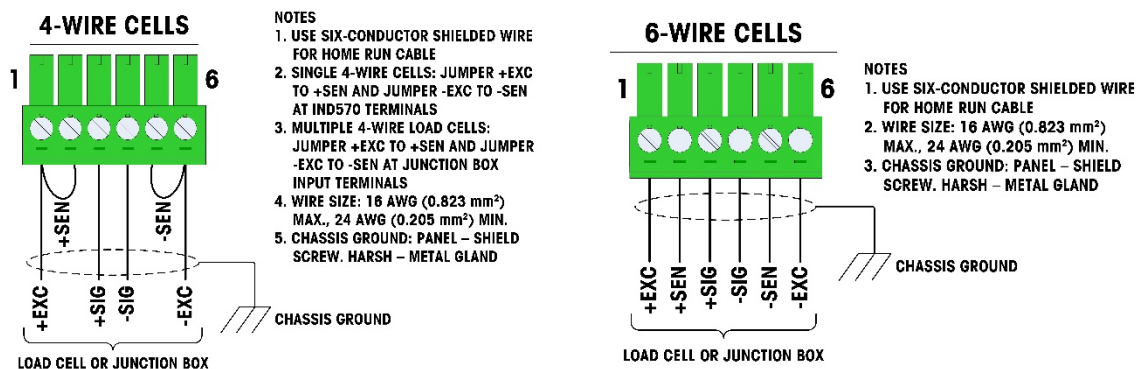 4-WIRE CELLS
1
6
+SEN
-SEN
+EXC
+SIG
-SIG
-EXC
CHASSIS GROUND
LOAD CELL OR JUNCTION BOX
NOTES
1. USE SIX-CONDUCTOR SHIELDED WIRE
FOR HOME RUN CABLE
2. SINGLE 4-WIRE CELLS: JUMPER +EXC
TO +SEN AND JUMPER -EXC TO -SEN
AT IND570 TERMINALS
3. MULTIPLE 4-WIRE LOAD CELLS:
JUMPER +EXC TO +SEN AND JUMPER
-EXC TO -SEN AT JUNCTION BOX
INPUT TERMINALS
4. WIRE SIZE: 16 AWG (0.823 mm²)
MAX., 24 AWG (0.205 mm²) MIN.
5. CHASSIS GROUND: PANEL – SHIELD
SCREW. HARSH – METAL GLAND
6-WIRE CELLS
1
6
+EXC
+SEN
+SIG
-SIG
-SEN
-EXC
CHASSIS GROUND
LOAD CELL OR JUNCTION BOX
NOTES
1. USE SIX-CONDUCTOR SHIELDED WIRE
FOR HOME RUN CABLE
2. WIRE SIZE: 16 AWG (0.823 mm²)
MAX., 24 AWG (0.205 mm²) MIN.
3. CHASSIS GROUND: PANEL – SHIELD
SCREW. HARSH – METAL GLAND